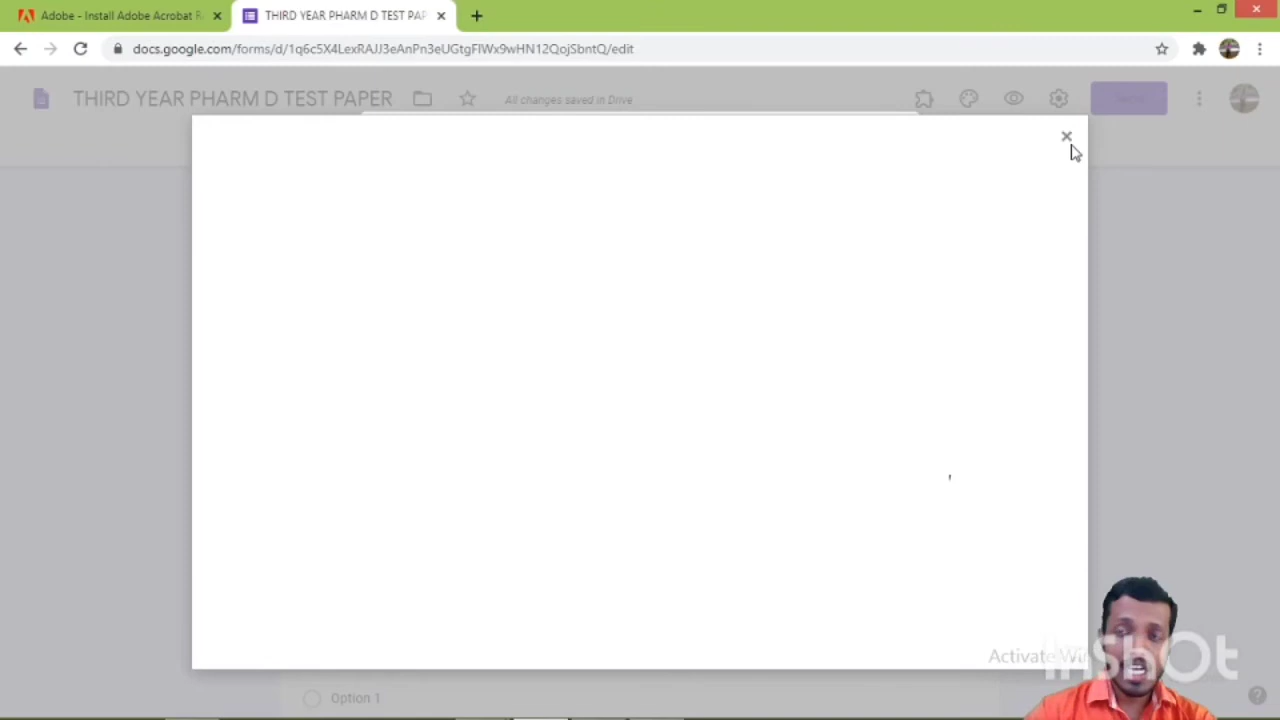 Adobe - Install Adobe Acrobat R
THIRD YEAR PHARM D TEST PAP
docs.google.com/forms/d/1q6c5X4LexRAJJ3eAnPn3eUGtgFIWx9wHN12QojSbntQ/edit
THIRD YEAR PHARM D TEST PAPER
All changes saved in Drive
Activate Wi
InShOt
Option 1